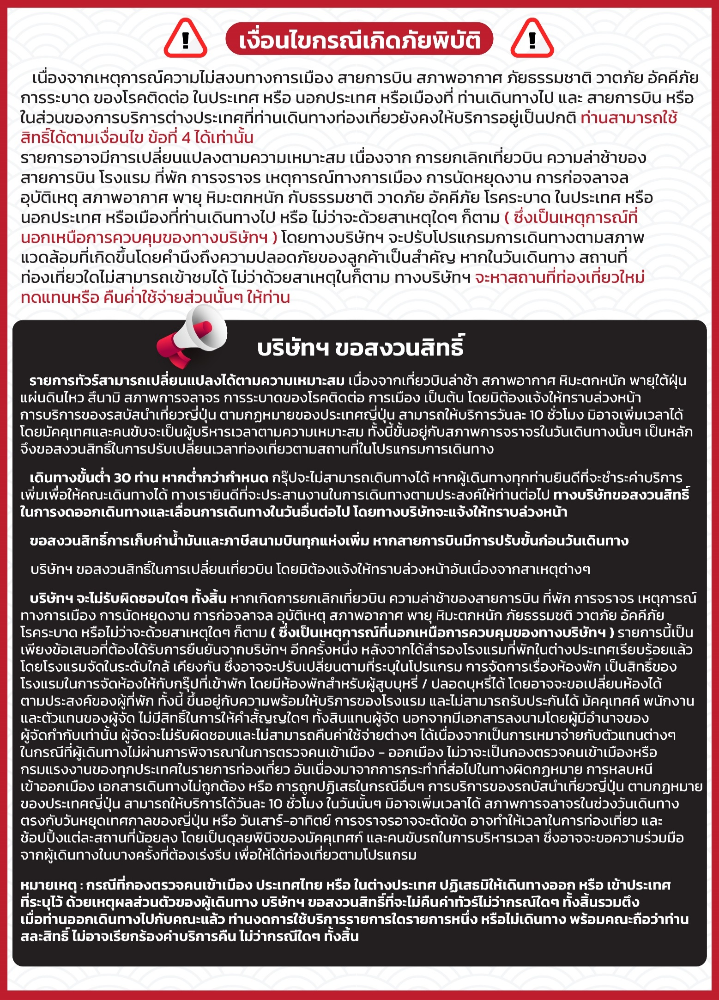 เงื่อนไขกรณีเกิดภัยพิบัติ
เนื่องจากเหตุการณ์ความไม่สงบทางการเมือง สายการบิน สภาพอากาศ ภัยธรรมชาติ วาตภัย อัคคีภัย
การระบาด ของโรคติดต่อ ในประเทศ หรือ นอกประเทศ หรือเมืองที่ ท่านเดินทางไป และ สายการบิน หรือ
ในส่วนของการบริการต่างประเทศที่ท่านเดินทางท่องเที่ยวยังคงให้บริการอยู่เป็นปกติ ท่านสามารถใช้
สิทธิ์ได้ตามเงื่อนไข ข้อที่ 4 ได้เท่านั้น
รายการอาจมีการเปลี่ยนแปลงตามความเหมาะสม เนื่องจาก การยกเลิกเที่ยวบิน ความล่าช้าของ
สายการบิน โรงแรม ที่พัก การจราจร เหตุการณ์ทางการเมือง การนัดหยุดงาน การก่อจลาจล
อุบัติเหตุ สภาพอากาศ พายุ หิมะตกหนัก กับธรรมชาติ วาดภัย อัคคีภัย โรคระบาด ในประเทศ หรือ
นอกประเทศ หรือเมืองที่ท่านเดินทางไป หรือ ไม่ว่าจะด้วยสาเหตุใดๆ ก็ตาม ( ซึ่งเป็นเหตุการณ์ที่
นอกเหนือการควบคุมของทางบริษัทฯ ) โดยทางบริษัทฯ จะปรับโปรแกรมการเดินทางตามสภาพ
แวดล้อมที่เกิดขึ้นโดยคำนึงถึงความปลอดภัยของลูกค้าเป็นสำคัญ หากในวันเดินทาง สถานที่
ท่องเที่ยวใดไม่สามารถเข้าชมได้ ไม่ว่าด้วยสาเหตุในก็ตาม ทางบริษัทฯ จะหาสถานที่ท่องเที่ยวใหม่
ทดแทนหรือ คืนค่ำใช้จ่ายส่วนนั้นๆ ให้ท่าน
บริษัทฯ ขอสงวนสิทธิ์
รายการทัวร์สามารถเปลี่ยนแปลงได้ตามความเหมาะสม เนื่องจากเที่ยวบินล่าช้า สภาพอากาศ หิมะตกหนัก พายุใต้ฝุ่น
แผ่นดินไหว สึนามิ สภาพการจลาจร การระบาดของโรคติดต่อ การเมือง เป็นต้น โดยมิต้องแจ้งให้ทราบล่วงหน้า
การบริการของรสบัสนำเที่ยวญี่ปุ่น ตามกฎหมายของประเทศญี่ปุ่น สามารถให้บริการวันละ 10 ชั่วโมง มิอาจเพิ่มเวลาได้
โดยมัคคุเทศและคนขับจะเป็นผู้บริหารเวลาตามความเหมาะสม ทั้งนี้ขั้นอยู่กับสภาพการจราจรในวันเดินทางนั้นๆ เป็นหลัก
จึงขอสงวนสิทธิ์ในการปรับเปลี่ยนเวลาท่องเที่ยวตามสถานที่ในโปรแกรมการเดินทาง
เดินทางขั้นต่ำ 30 ท่าน หากต่ำกว่ากำหนด กรุ๊ปจะไม่สามารถเดินทางได้ หากผู้เดินทางทุกท่านยินดีที่จะชำระค่าบริการ
เพิ่มเพื่อให้คณะเดินทางได้ ทางเรายินดีที่จะประสานงานในการเดินทางตามประสงค์ให้ท่านต่อไป ทางบริษัทขอสงวนสิทธิ์
ในการงดออกเดินทางและเลื่อนการเดินทางในวันอื่นต่อไป โดยทางบริษัทจะแจ้งให้ทราบล่วงหน้า
ขอสงวนสิทธิ์การเก็บค่าน้ำมันและภาษีสนามบินทุกแห่งเพิ่ม หากสายการบินมีการปรับขั้นก่อนวันเดินทาง
บริษัทฯ ขอสงวนสิทธิ์ในการเปลี่ยนเที่ยวบิน โดยมิต้องแจ้งให้ทราบล่วงหน้าอันเนื่องจากสาเหตุต่างๆ
บริษัทฯ จะไม่รับผิดชอบใดๆ ทั้งสิ้น หากเกิดการยกเลิกเที่ยวบิน ความล่าช้าของสายการบิน ที่พัก การจราจร เหตุการณ์
ทางการเมือง การนัดหยุดงาน การก่อจลาจล อุบัติเหตุ สภาพอากาศ พายุ หิมะตกหนัก ภัยธรรมชติ วาตภัย อัคคีภัย
โรคระบาด หรือไม่ว่าจะด้วยสาเหตุใดๆ ก็ตาม ( ซึ่งเป็นเหตุการณ์ที่นอกเหนือการควบคุมของทางบริษัทฯ ) รายการนี้เป็น
เพียงข้อเสนอที่ต้องได้รับการยืนยันจากบริษัทฯ อีกครั้งหนึ่ง หลังจากได้สำรองโรงแรมที่พักในต่างประเทศเรียบร้อยแล้ว
โดยโรงแรมจัดในระดับใกล้ เคียงกัน ซึ่งอาจจะปรับเปลี่ยนตามที่ระบุในโปรแกรม การจัดการเรื่องห้องพัก เป็นสิทธิ์ของ
โรงแรมในการจัดห้องให้กับกรุ๊ปที่เข้าพัก โดยมีห้องพักสำหรับผู้สูบบุหรี่ / ปลอดบุหรี่ได้ โดยอาจจะขอเปลี่ยนห้องได้
ตามประสงค์ของผู้ที่พัก ทั้งนี้ ขึ้นอยู่กับความพร้อมให้บริการของโรงแรม และไม่สามารถรับประกันได้ มัคคุเทศค์ พนักงาน
และตัวแทนของผู้จัด ไม่มีสิทธิ์ในการให้คำสั้ญญใดๆ ทั้งสินแทนผู้จัด นอกจากมีเอกสารลงนามโดยผู้มีอำนาจของ
ผู้จัดกำกับเท่านั้น ผู้จัดจะไม่รับผิดชอบและไม่สามารถคืนค่าใช้จ่ายต่างๆ ได้เนื่องจากเป็นการเหมาจ่ายกับตัวแทนต่างๆ
ในกรณีที่ผู้เดินทางไม่ผ่านการพิจารณาในการตรวจคนเข้าเมือง - ออกเมือง ไม่วาจะเป็นกองตรวจคนเข้าเมืองหรือ
กรมแรงงานของทุกประเทศในรายการท่องเที่ยว อันเนื่องมาจากการกระทำที่ส่อไปในทางผิดกฎหมาย การหลบหนี
เข้าออกเมือง เอกสารเดินทางไม่ถูกต้อง หรือ การถูกปฏิเสธในกรณีอื่นๆ การบริการของรถบัสนำเที่ยวญี่ปุ่น ตามกฎหมาย
ของประเทศญี่ปุ่น สามารถให้บริการได้วันละ 10 ชั่วโมง ในวันนั้นๆ มิอาจเพิ่มเวลาได้ สภาพการจลาจรในช่วงวันเดินทาง
ตรงกับวันหยุดเทศกาลของญี่ปุ่น หรือ วันเสาร์-อาทิตย์ การจราจรอาจจะตัดขัด อาจทำให้เวลาในการท่องเที่ยว และ
ช้อปปิ้งแต่ละสถานที่น้อยลง โดยเป็นดุลยพินิจของมัคคุเทศก์ และคนขับรถในการบริหารเวลา ซึ่งอาจจะขอความร่วมมือ
จากผู้เดินทางในบางครั้งที่ต้องเร่งรีบ เพื่อให้ได้ท่องเที่ยวตามโปรแกรม
หมายเหตุ : กรณีที่กองตรวจคนเข้าเมือง ประเทศไทย หรือ ในต่างประเทศ ปฏิเสธมิให้เดินทางออก หรือ เข้าประเทศ
ที่ระบุไว้ ด้วยเหตุผลส่วนตัวของผู้เดินทาง บริษัทฯ ขอสงวนสิทธิ์ที่จะไม่คืนค่าทัวร์ไม่ว่ากรณ์ใดๆ ทั้งสิ้นรวมตึง
เมื่อท่านออกเดินทางไปกับคณะแล้ว ท่านงดการใช้บริการรายการใดรายการหนึ่ง หรือไม่เดินทาง พร้อมคณะถือว่าท่าน
สละสิทธิ์ ไม่อาจเรียกร้องค่าบริการคืน ไม่ว่ากรณีใดๆ ทั้งสิ้น